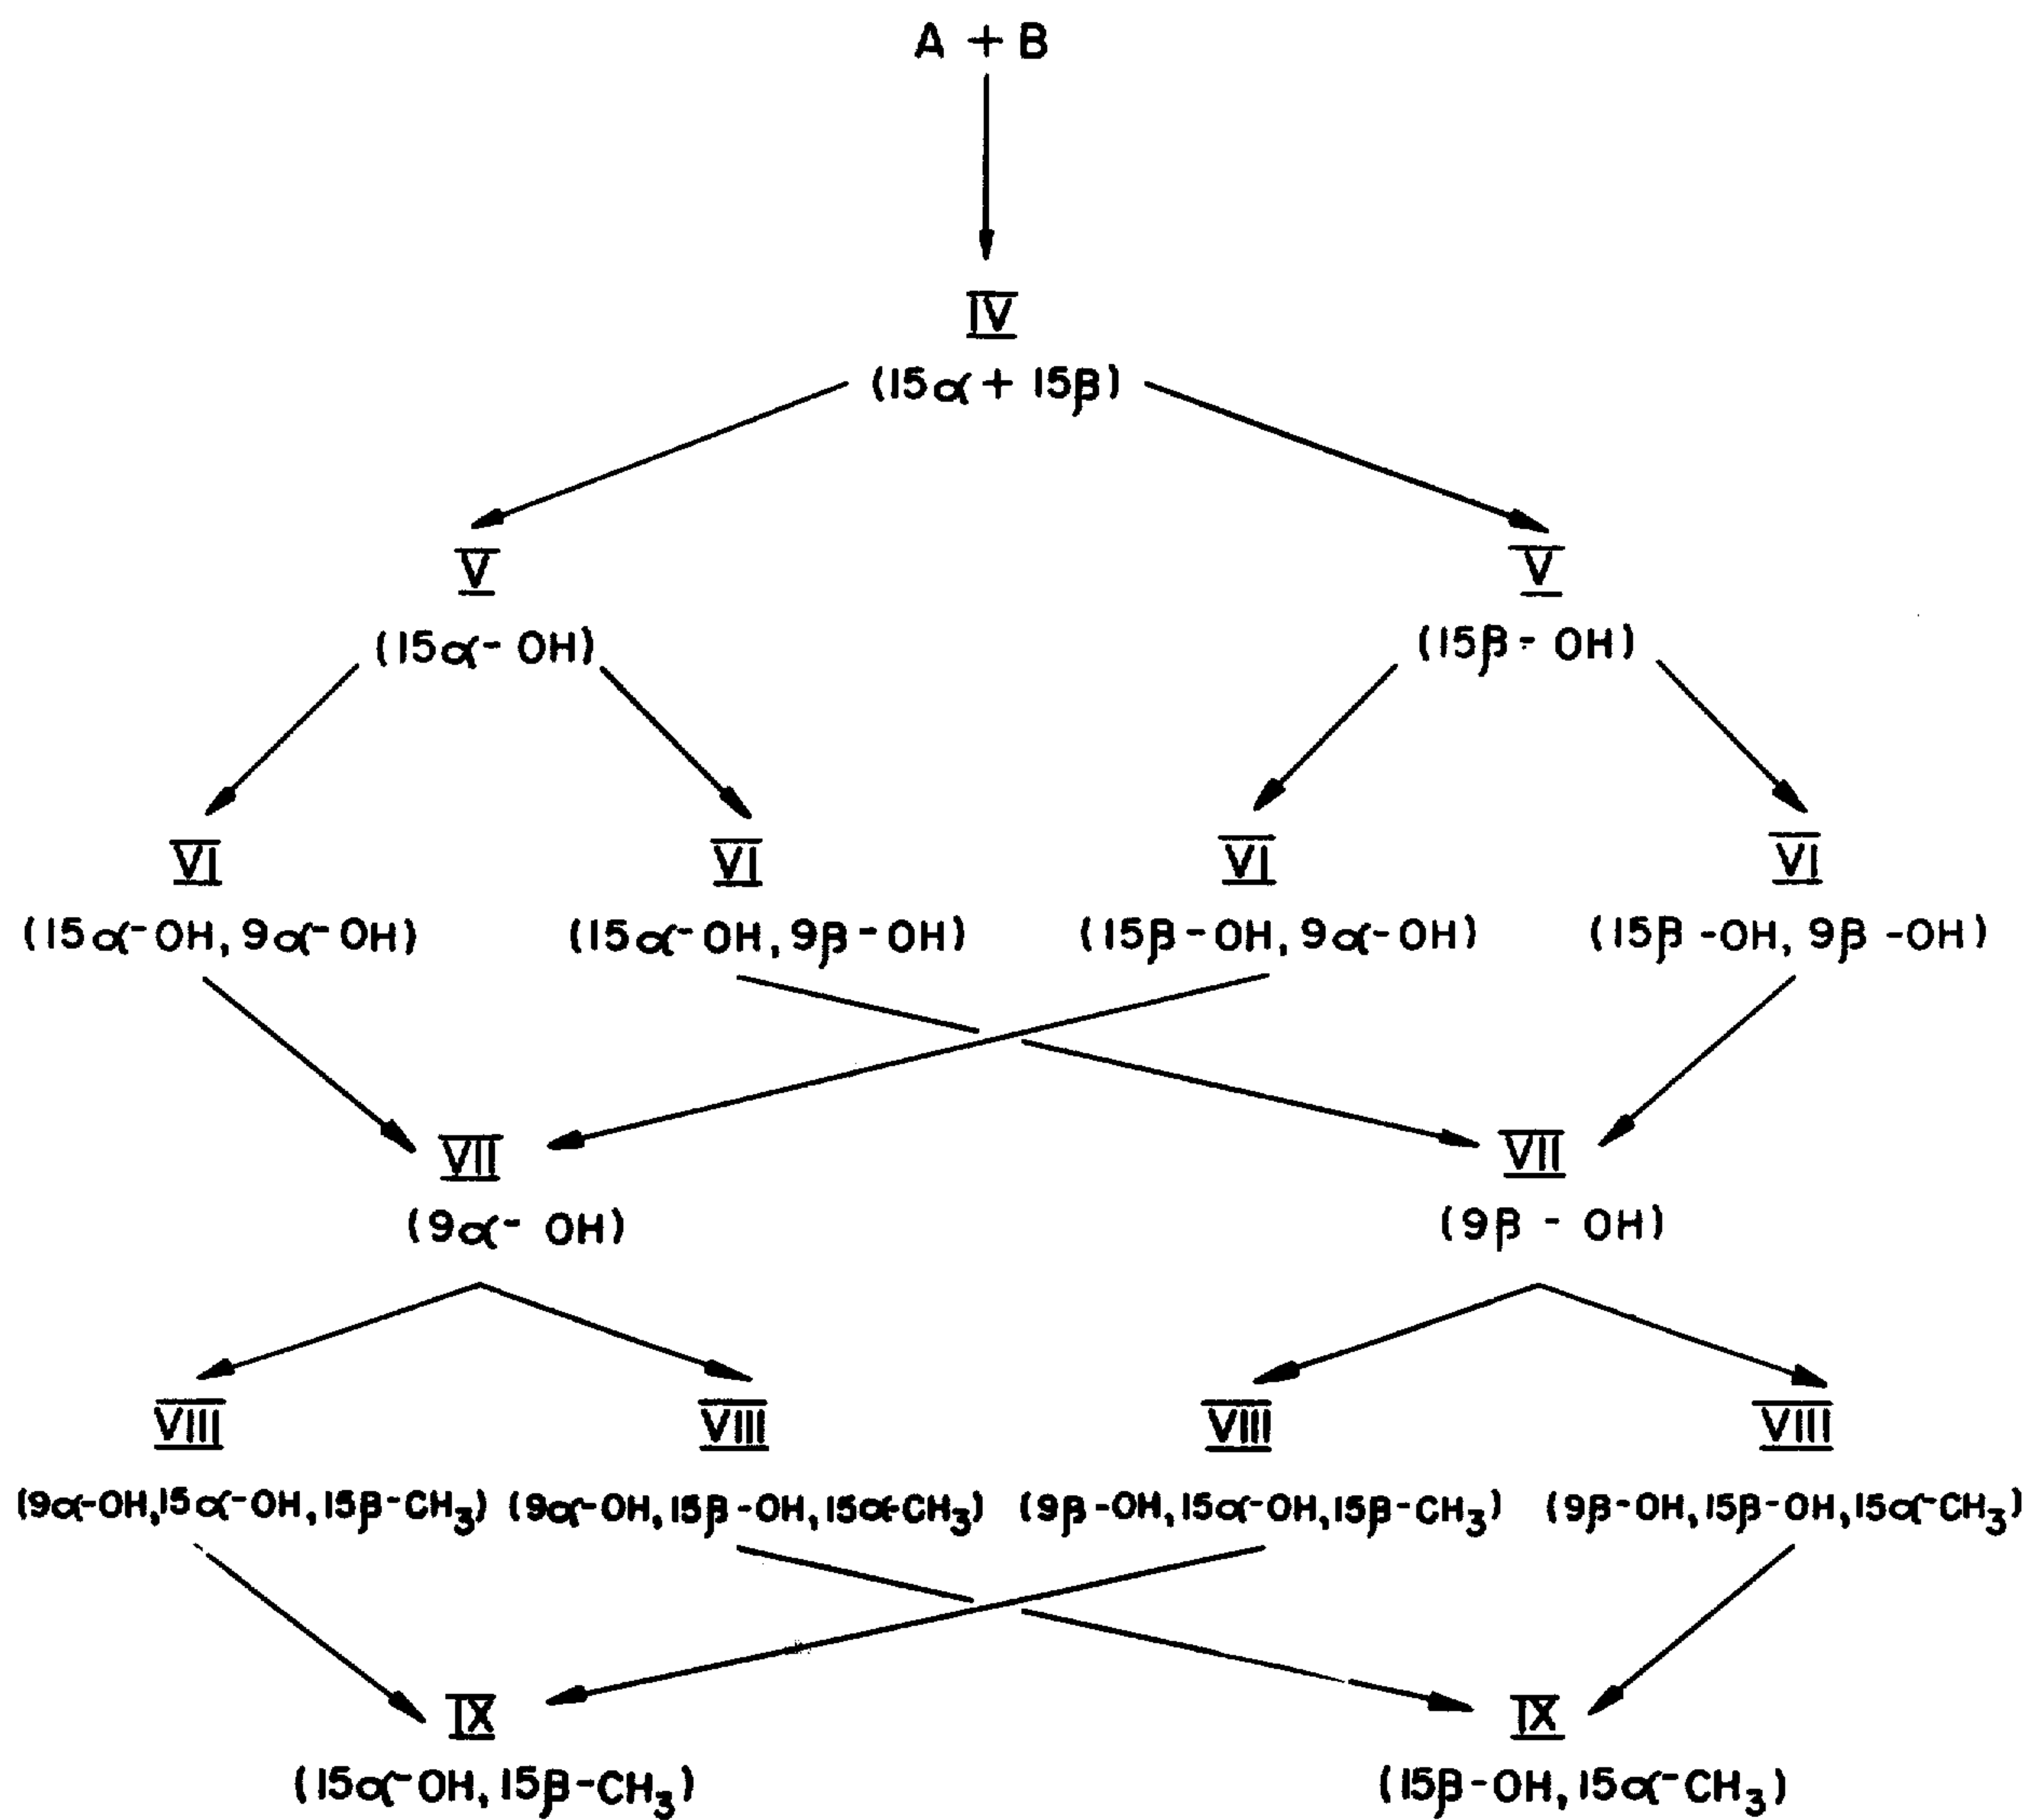 A + B
IV
(15α + 15β)
V V
(15α- OH) (15β- OH)
VI VI VI VI
(15α-OH, 9α-OH) (15α-OH, 9β-OH) (15β-OH, 9α-OH) (15β-OH, 9β-OH)
VII VII
(9α- OH) (9β - OH)
VIII VIII VIII VIII
(9α-OH,15α-OH,15β-CH₃) (9α-OH,15β-OH,15α-CH₃) (9β-OH,15α-OH,15β-CH₃) (9β-OH,15β-OH,15α-CH₃)
IX IX
(15α-OH, 15β-CH₃) (15β-OH, 15α-CH₃)